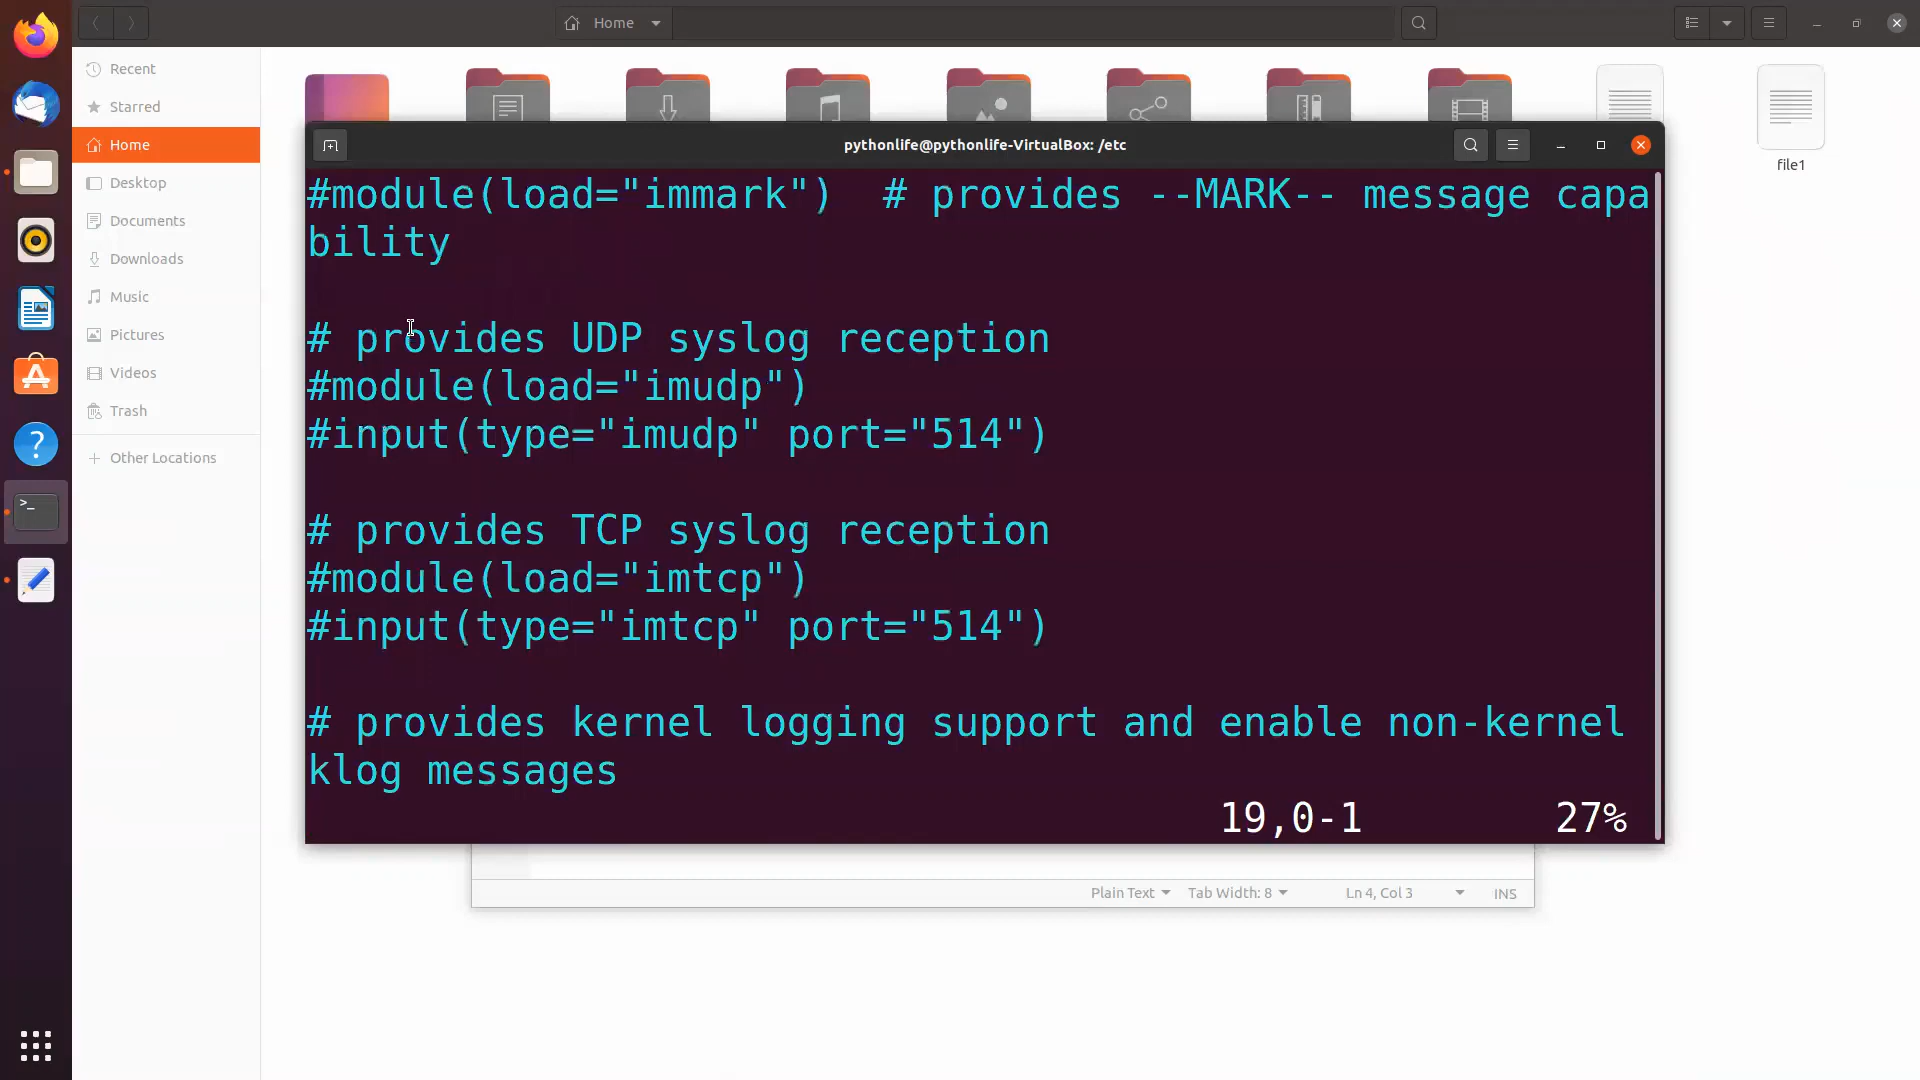 Home
Recent
Starred
Home
Desktop
Documents
Downloads
Music
Pictures
Videos
Trash
Other Locations
file1
pythonlife@pythonlife-VirtualBox: /etc
#module(load="immark")  # provides --MARK-- message capa
bility
# provides UDP syslog reception
#module(load="imudp")
#input(type="imudp" port="514")
# provides TCP syslog reception
#module(load="imtcp")
#input(type="imtcp" port="514")
# provides kernel logging support and enable non-kernel
klog messages
19,0-1 27%
Plain Text Tab Width: 8 Ln 4, Col 3 INS